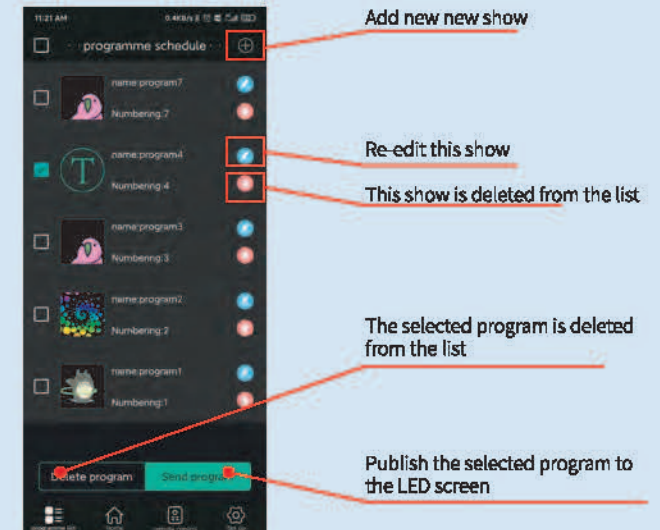 11:21 AM
0.4KB/s
programme schedule
Add new new show
name:program7
Numbering:7
name:program4
T
Numbering:4
Re-edit this show
This show is deleted from the list
name:program3
Numbering:3
name:program2
Numbering:2
The selected program is deleted
from the list
name:program1
Numbering:1
Delete program
Send program
Publish the selected program to
the LED screen